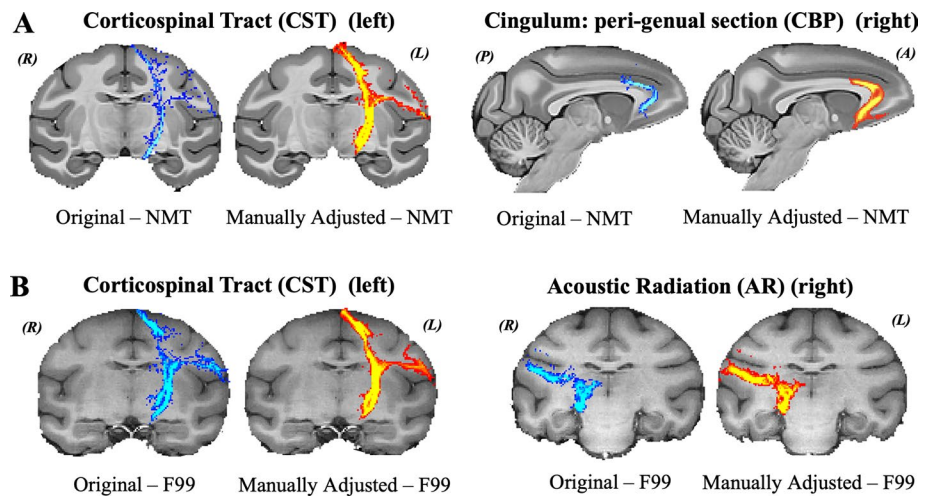 A
Corticospinal Tract (CST) (left)
Cingulum: peri-genual section (CBP) (right)
(R)
(L)
(P)
(A)
Original – NMT
Manually Adjusted – NMT
Original – NMT
Manually Adjusted – NMT
B
Corticospinal Tract (CST) (left)
Acoustic Radiation (AR) (right)
(R)
(L)
(R)
(L)
Original – F99
Manually Adjusted – F99
Original – F99
Manually Adjusted – F99